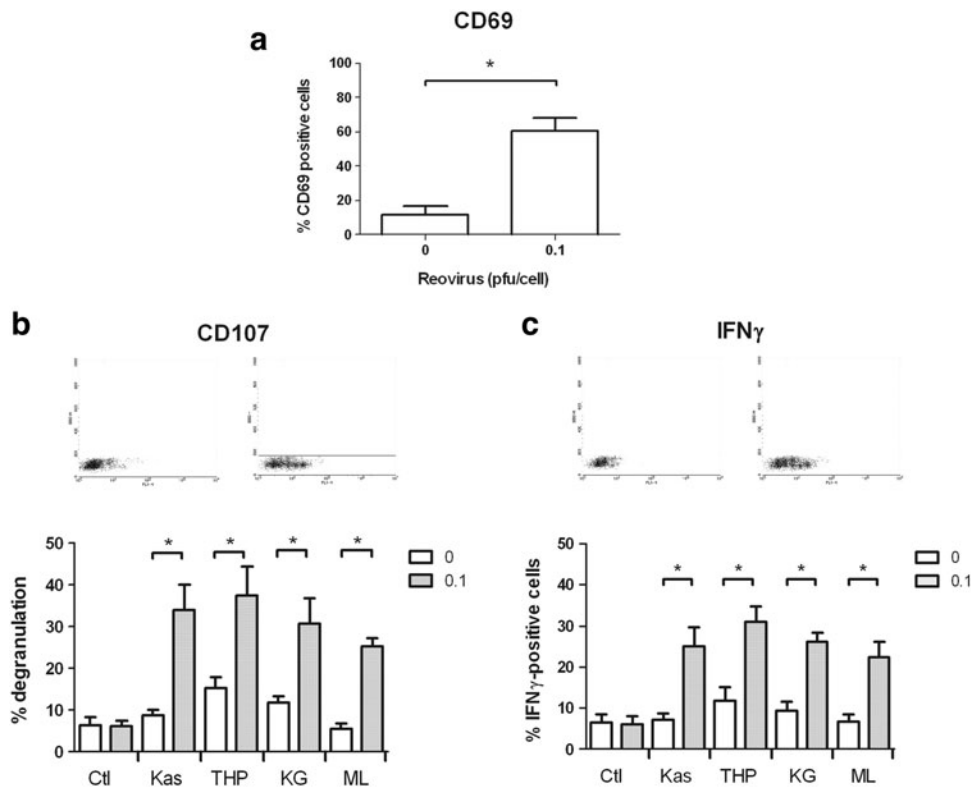 CD69
a
% CD69 positive cells
100
80
60
40
20
0
*
0
0.1
Reovirus (pfu/cell)
b
CD107
% degranulation
50
40
30
20
10
0
*
*
*
*
0
0.1
Ctl
Kas
THP
KG
ML
c
IFNγ
% IFNγ-positive cells
50
40
30
20
10
0
*
*
*
*
0
0.1
Ctl
Kas
THP
KG
ML